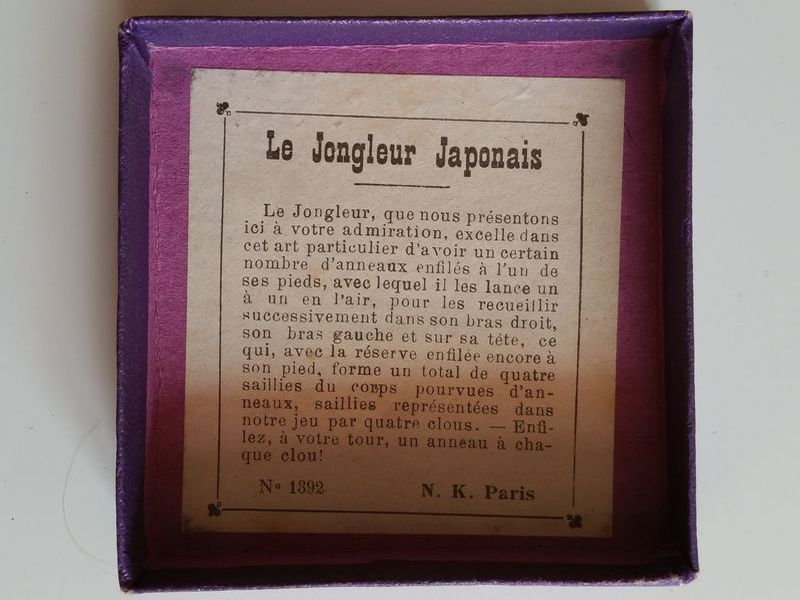 Le Jongleur Japonais
Le Jongleur, que nous présentons
ici à votre admiration, excelle dans
cet art particulier d'avoir un certain
nombre d'anneaux enfilés à l'un de
ses pieds, avec lequel il les lance un
à un en l'air, pour les recueillir
successivement dans son bras droit,
son bras gauche et sur sa tête, ce
qui, avec la réserve enfilée encore à
son pied, forme un total de quatre
saillies du corps pourvues d'an-
neaux, saillies représentées dans
notre jeu par quatre clous. — Enfi-
lez, à votre tour, un anneau à cha-
que clou!
No 1392 N. K. Paris